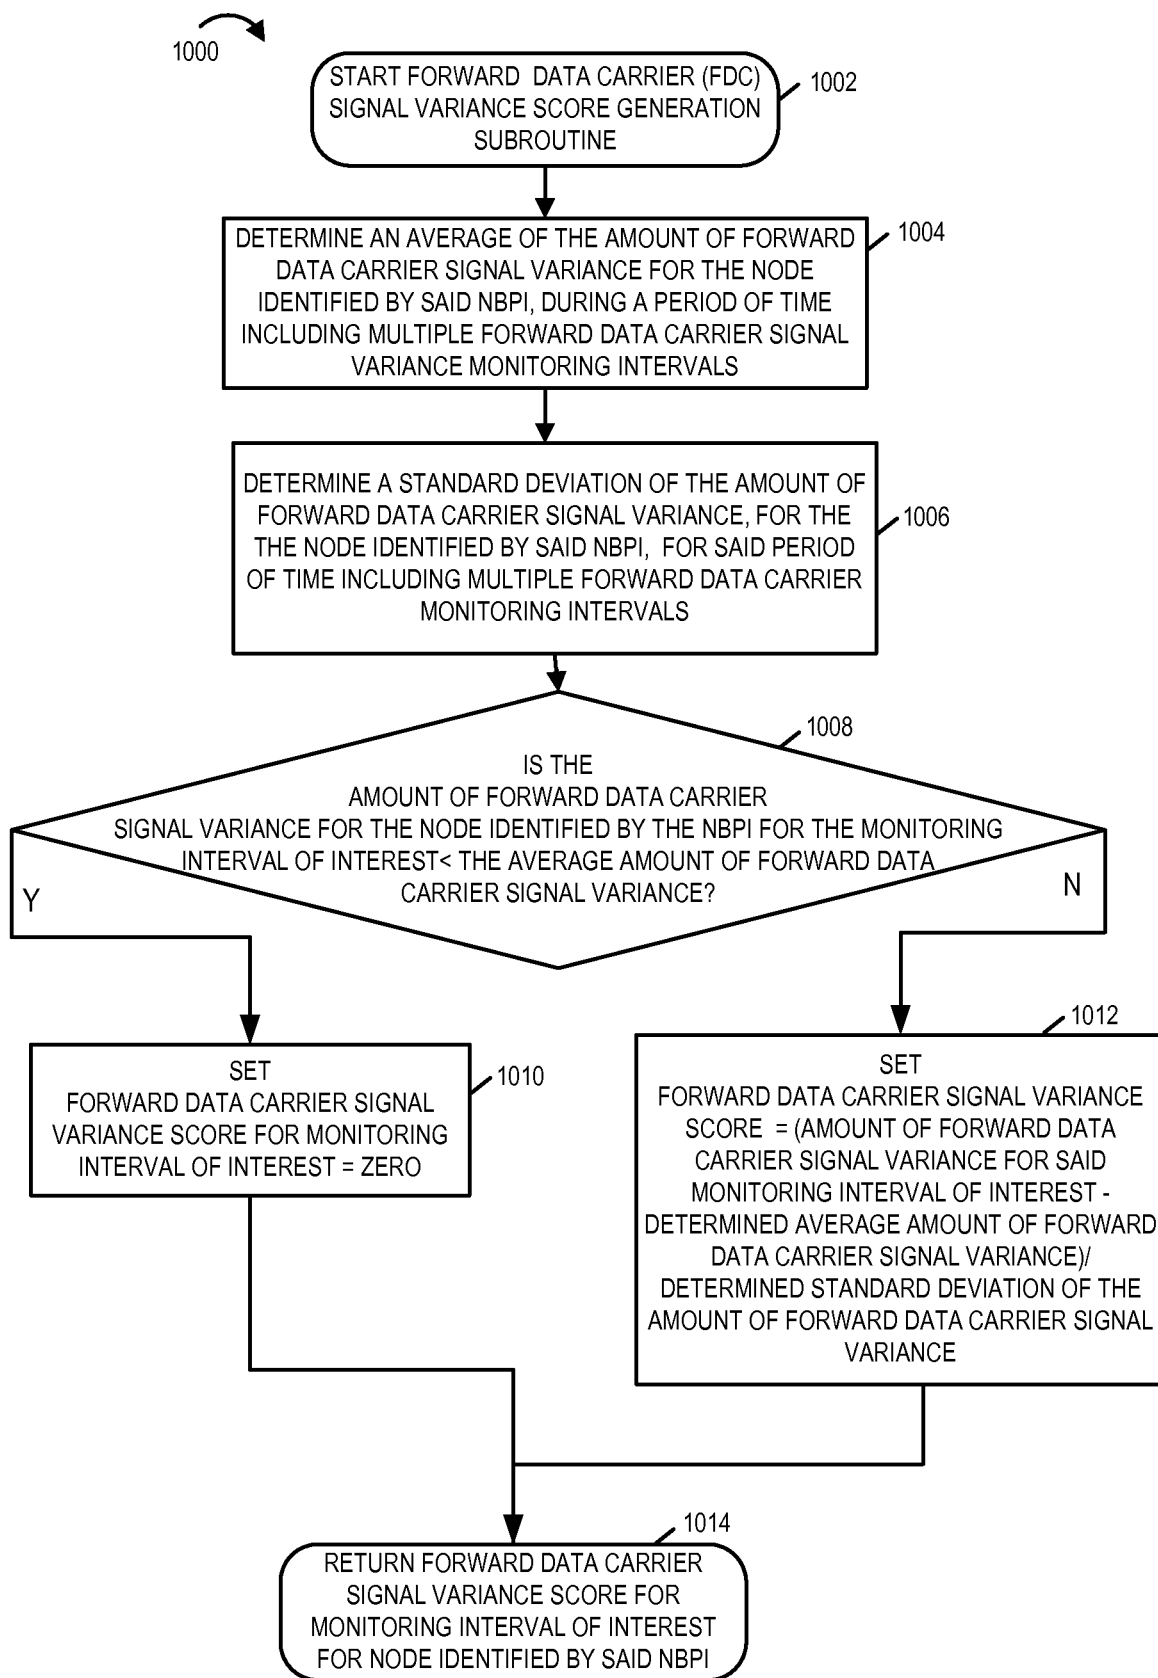 1000
START FORWARD DATA CARRIER (FDC)
SIGNAL VARIANCE SCORE GENERATION
SUBROUTINE
1002
DETERMINE AN AVERAGE OF THE AMOUNT OF FORWARD
DATA CARRIER SIGNAL VARIANCE FOR THE NODE
IDENTIFIED BY SAID NBPI, DURING A PERIOD OF TIME
INCLUDING MULTIPLE FORWARD DATA CARRIER SIGNAL
VARIANCE MONITORING INTERVALS
1004
DETERMINE A STANDARD DEVIATION OF THE AMOUNT OF
FORWARD DATA CARRIER SIGNAL VARIANCE, FOR THE
THE NODE IDENTIFIED BY SAID NBPI, FOR SAID PERIOD
OF TIME INCLUDING MULTIPLE FORWARD DATA CARRIER
MONITORING INTERVALS
1006
1008
IS THE
AMOUNT OF FORWARD DATA CARRIER
SIGNAL VARIANCE FOR THE NODE IDENTIFIED BY THE NBPI FOR THE MONITORING
INTERVAL OF INTEREST< THE AVERAGE AMOUNT OF FORWARD DATA
CARRIER SIGNAL VARIANCE?
Y
N
SET
FORWARD DATA CARRIER SIGNAL
VARIANCE SCORE FOR MONITORING
INTERVAL OF INTEREST = ZERO
1010
1012
SET
FORWARD DATA CARRIER SIGNAL VARIANCE
SCORE = (AMOUNT OF FORWARD DATA
CARRIER SIGNAL VARIANCE FOR SAID
MONITORING INTERVAL OF INTEREST -
DETERMINED AVERAGE AMOUNT OF FORWARD
DATA CARRIER SIGNAL VARIANCE)/
DETERMINED STANDARD DEVIATION OF THE
AMOUNT OF FORWARD DATA CARRIER SIGNAL
VARIANCE
1014
RETURN FORWARD DATA CARRIER
SIGNAL VARIANCE SCORE FOR
MONITORING INTERVAL OF INTEREST
FOR NODE IDENTIFIED BY SAID NBPI